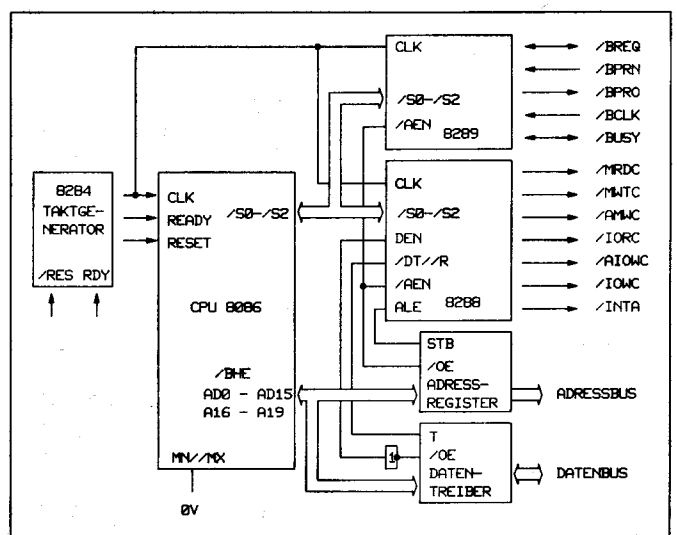 CLK
/S0-/S2
/AEN
8289
/BREQ
/BPRN
/BPRO
/BCLK
/BUSY
8284
TAKTGE-
NERATOR
/RES RDY
CLK
READY
RESET
/S0-/S2
CPU 8086
/BHE
AD0 - AD15
A16 - A19
MN//MX
0V
CLK
/S0-/S2
DEN
/DT//R
/AEN
ALE
8288
/MRDC
/MWTC
/AMWC
/IORC
/AIOWC
/IOWC
/INTA
STB
/OE
ADRESS-
REGISTER
ADRESSBUS
1
T
/OE
DATEN-
TREIBER
DATENBUS